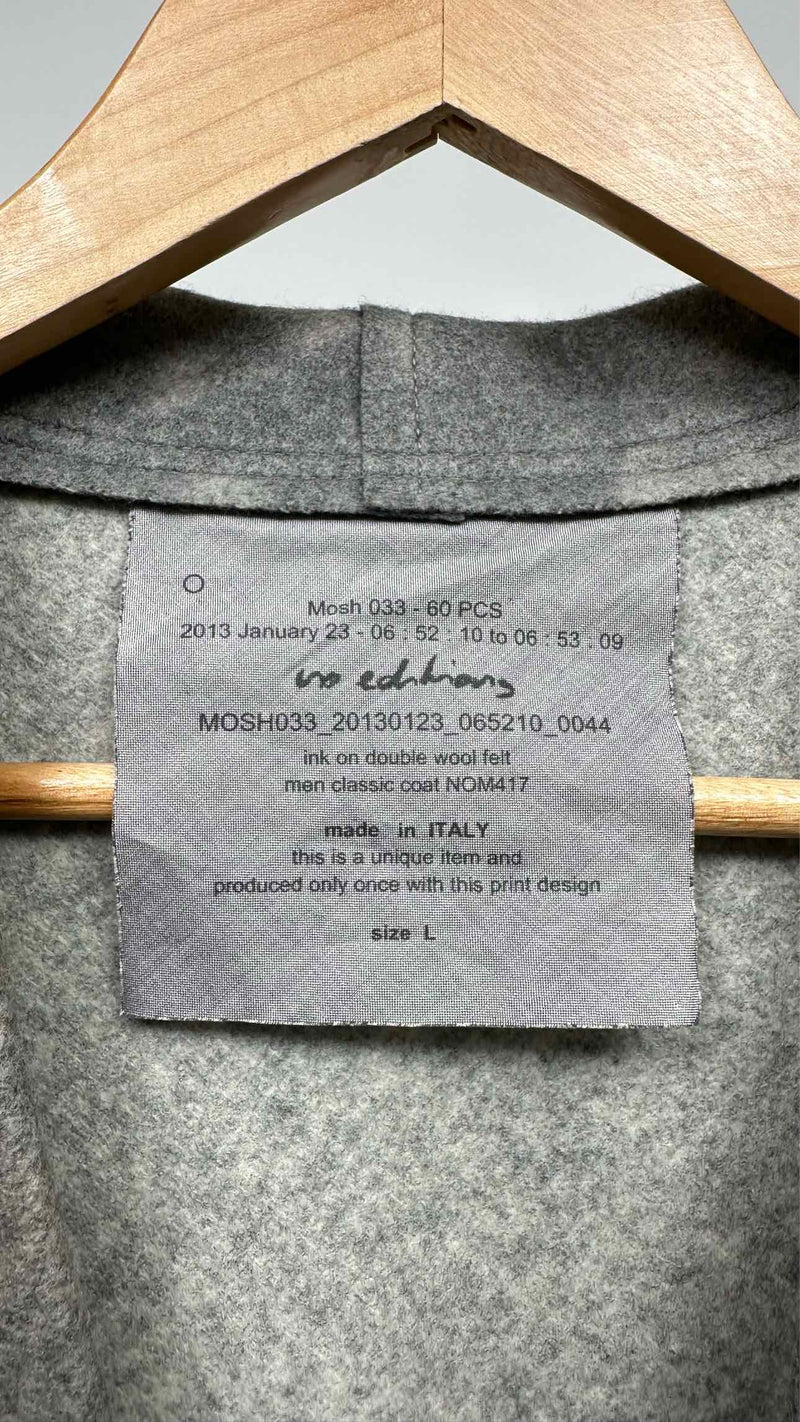 O
Mosh 033 - 60 PCS
2013 January 23 - 06 : 52 : 10 to 06 : 53 : 09
no editions
MOSH033_20130123_065210_0044
ink on double wool felt
men classic coat NOM417
made in ITALY
this is a unique item and
produced only once with this print design
size L